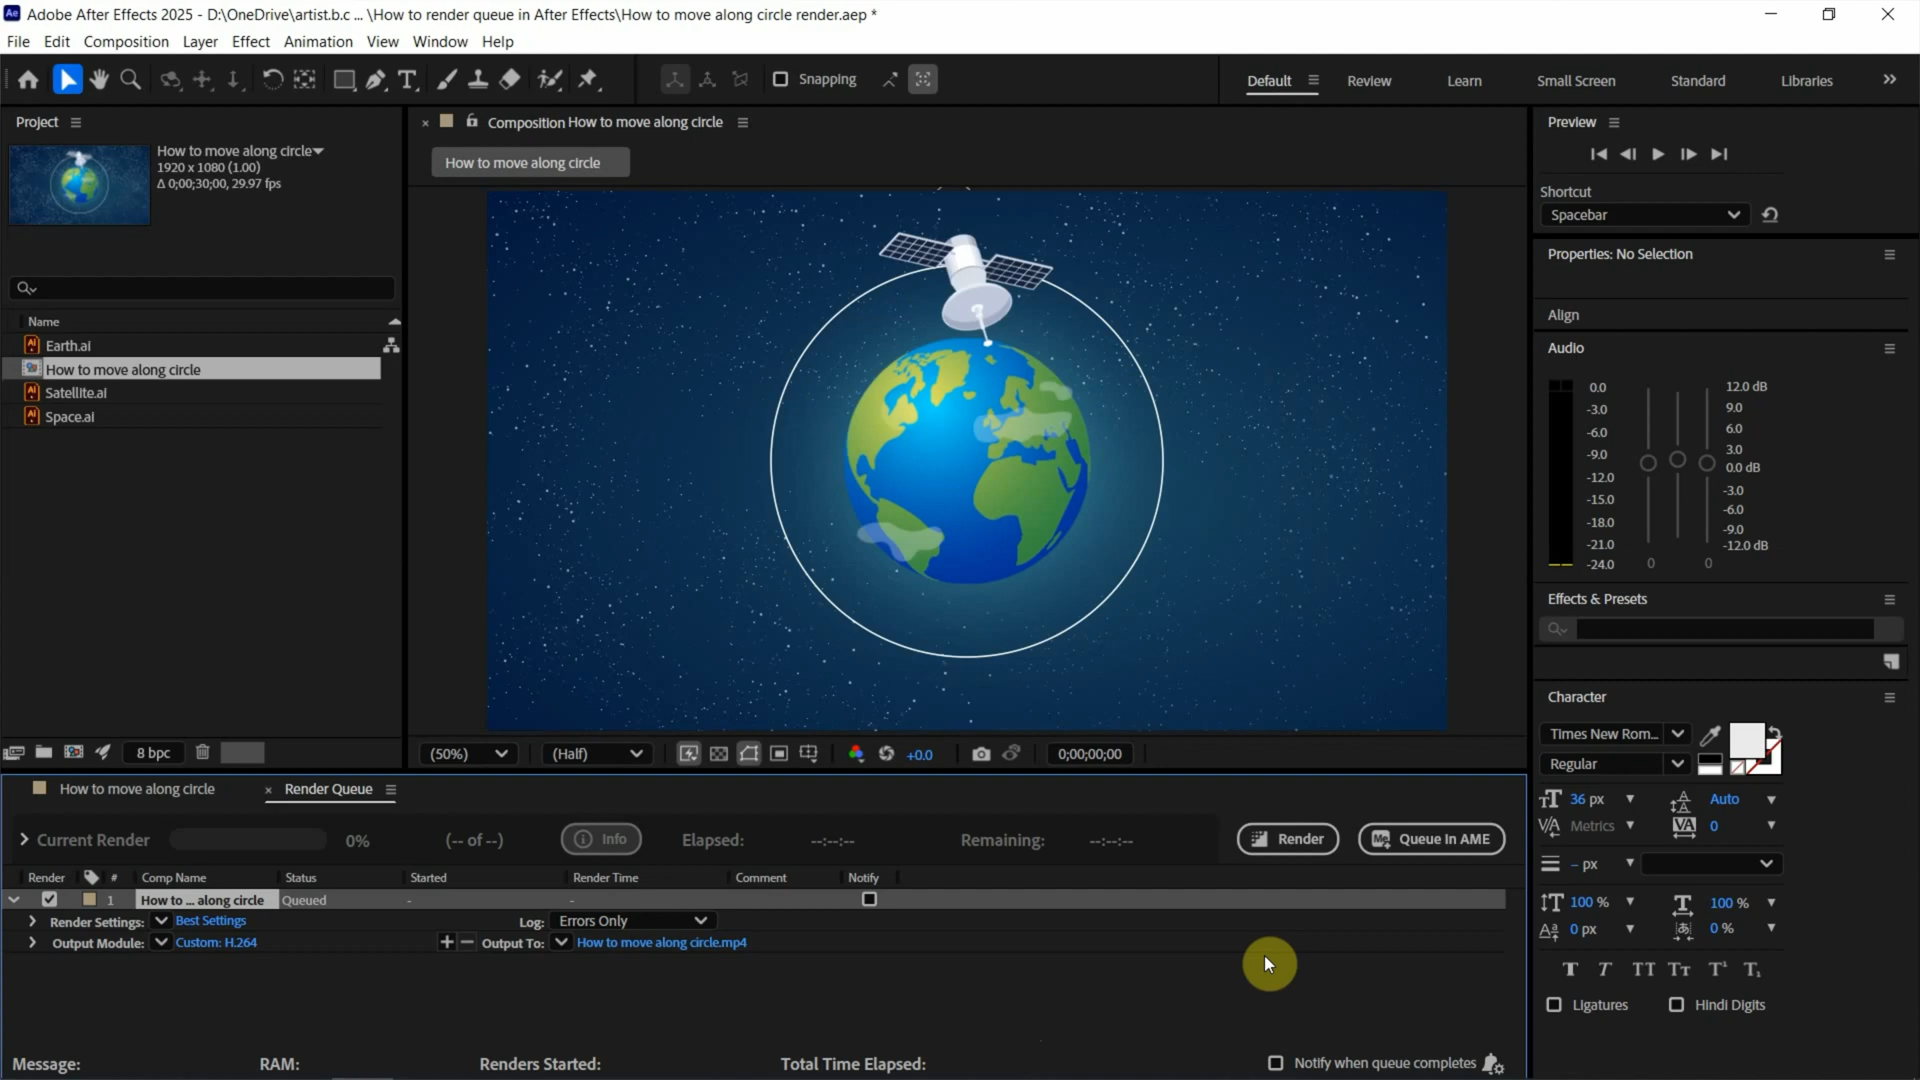 Ae Adobe After Effects 2025 - D:\OneDrive\artist.b.c ... \How to render queue in After Effects\How to move along circle render.aep *
File Edit Composition Layer Effect Animation View Window Help
Snapping Default Review Learn Small Screen Standard Libraries
Project
How to move along circle
1920 x 1080 (1.00)
Δ 0;00;30;00, 29.97 fps
Name
Earth.ai
How to move along circle
Satellite.ai
Space.ai
8 bpc
Composition How to move along circle
How to move along circle
(50%) (Half) +0.0 0;00;00;00
Preview
Shortcut
Spacebar
Properties: No Selection
Align
Audio
0.0 12.0 dB
-3.0 9.0
-6.0 6.0
-9.0 3.0
-12.0 0.0 dB
-15.0 -3.0
-18.0 -6.0
-21.0 -9.0
-24.0 -12.0 dB
0 0
Effects & Presets
Character
Times New Rom...
Regular
36 px Auto
Metrics 0
- px
100 % 100 %
0 px 0 %
T T TT Tт T¹ T₁
Ligatures Hindi Digits
How to move along circle Render Queue
Current Render 0% (-- of --) Info Elapsed: --:--:-- Remaining: --:--:-- Render Me Queue In AME
Render # Comp Name Status Started Render Time Comment Notify
1 How to ... along circle Queued - -
Render Settings: Best Settings Log: Errors Only
Output Module: Custom: H.264 Output To: How to move along circle.mp4
Message: RAM: Renders Started: Total Time Elapsed: Notify when queue completes